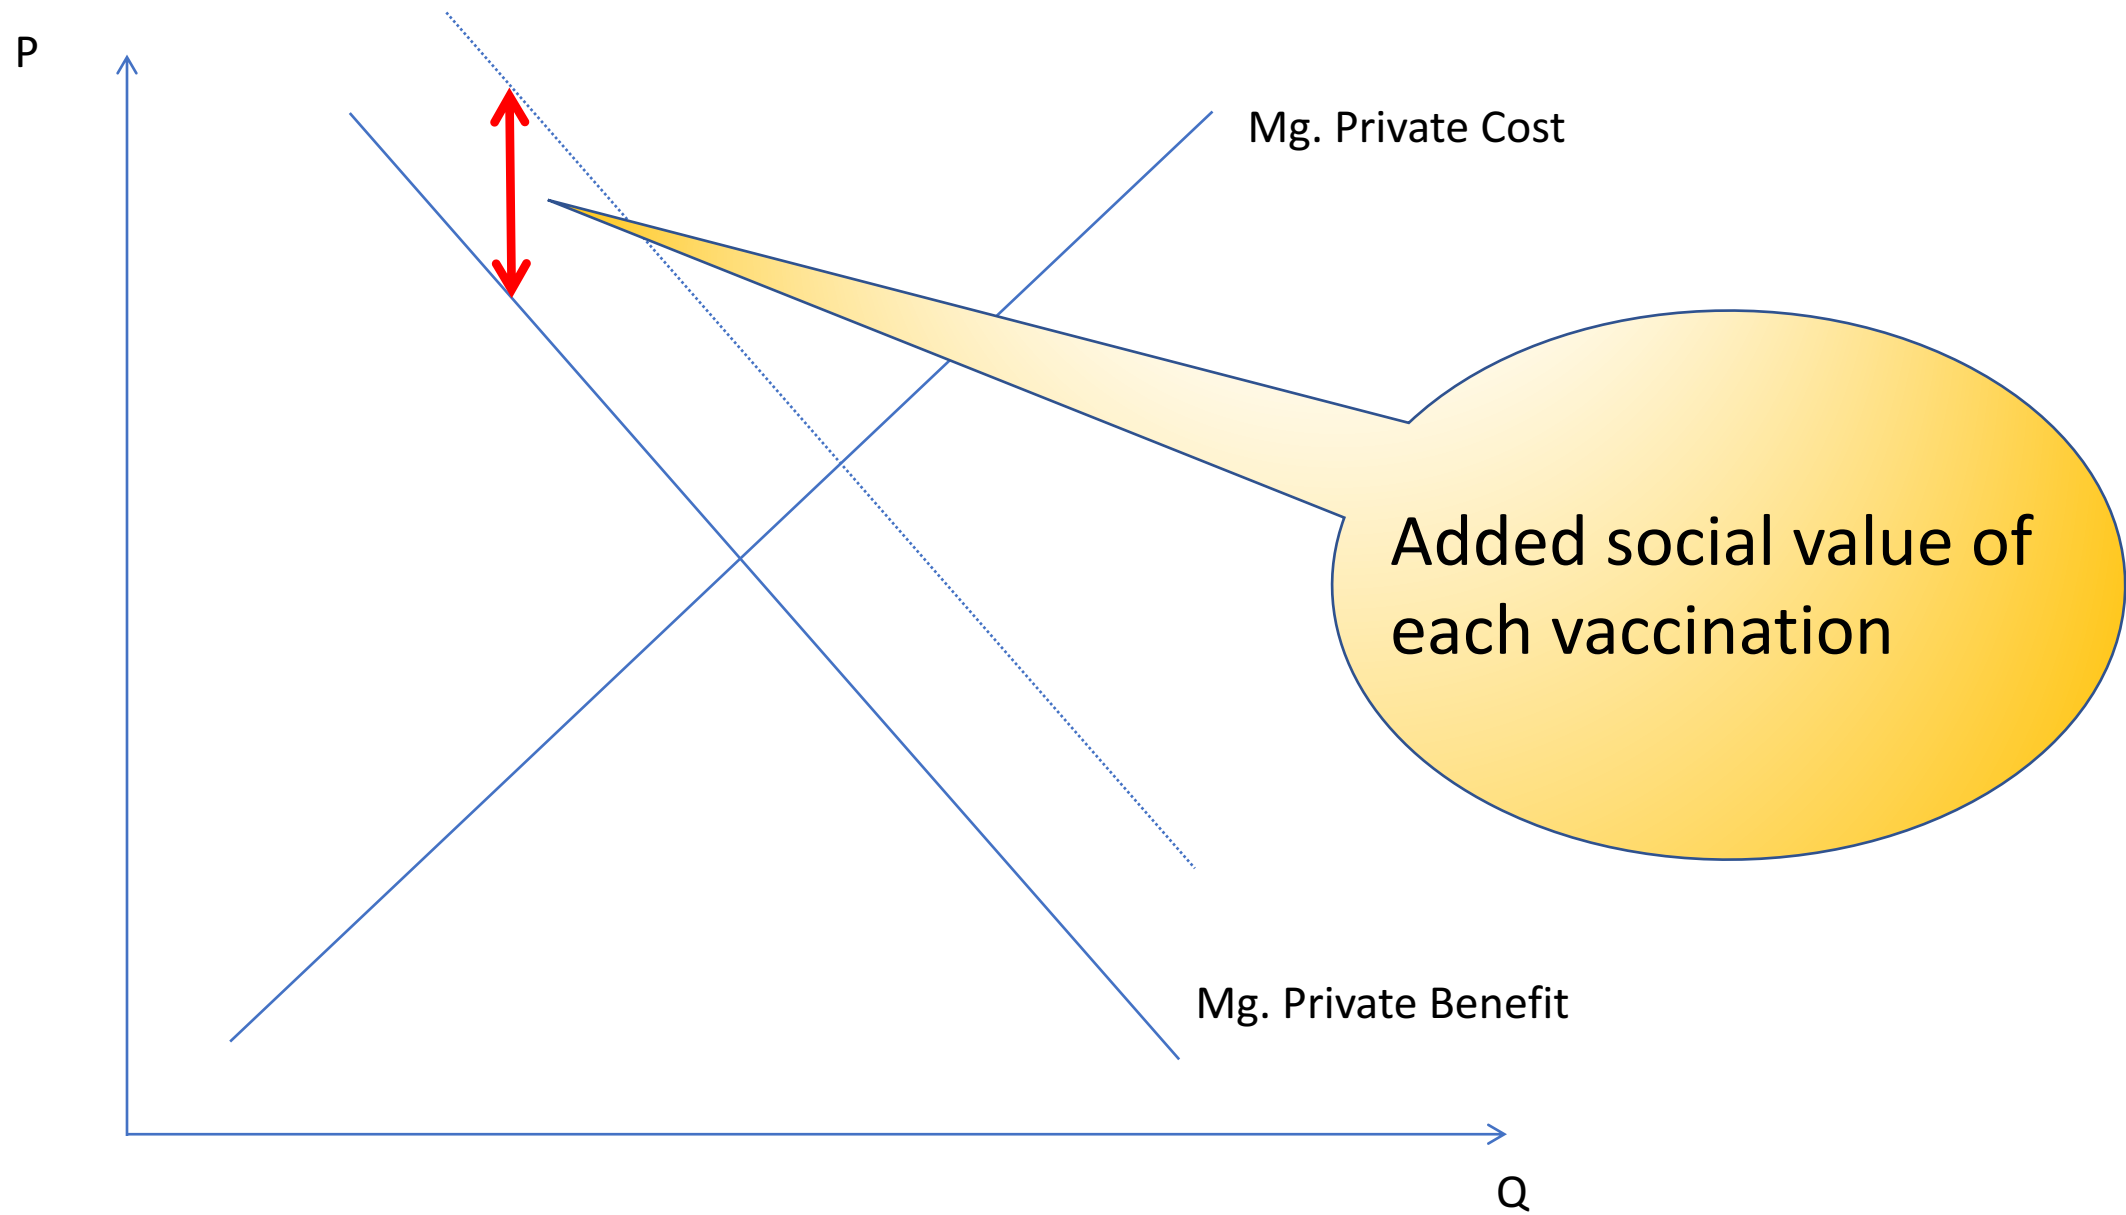 P
Mg. Private Cost
Added social value of
each vaccination
Mg. Private Benefit
Q